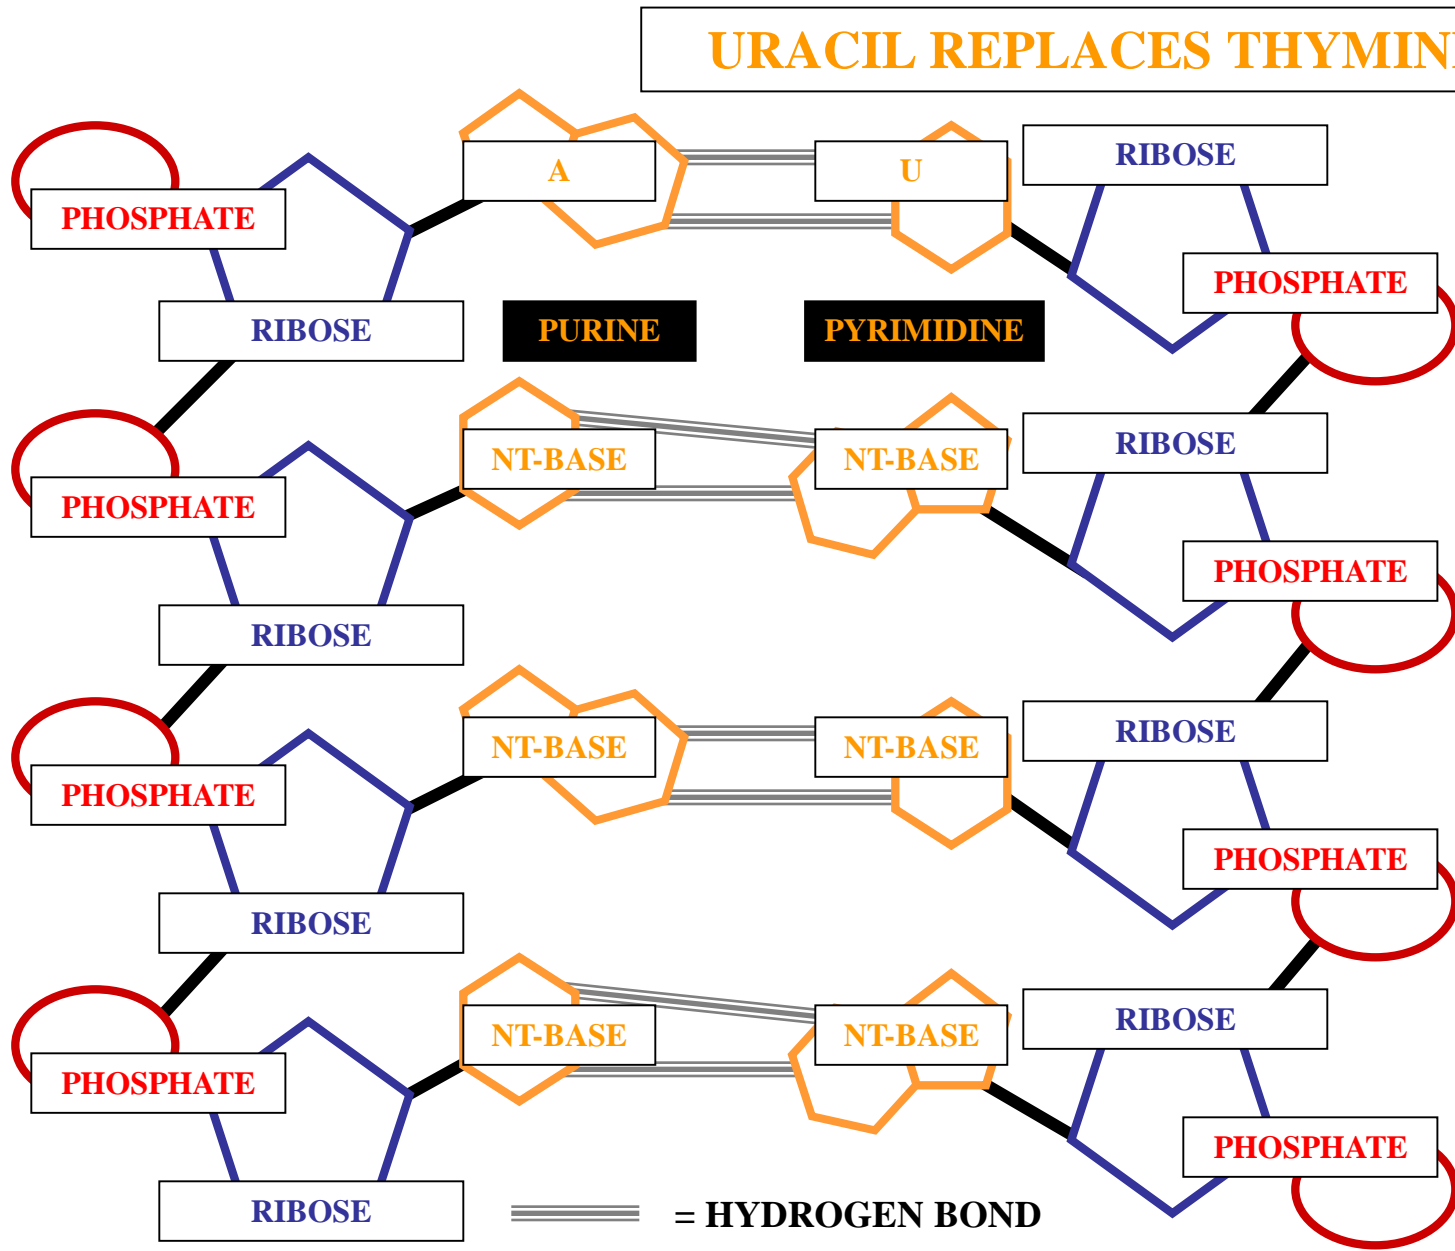 URACIL REPLACES THYMIN
RIBOSE
A
U
PHOSPHATE
PHOSPHATE
RIBOSE
PURINE
PYRIMIDINE
RIBOSE
NT-BASE
NT-BASE
PHOSPHATE
PHOSPHATE
RIBOSE
RIBOSE
NT-BASE
NT-BASE
PHOSPHATE
PHOSPHATE
RIBOSE
RIBOSE
NT-BASE
NT-BASE
PHOSPHATE
PHOSPHATE
RIBOSE
= HYDROGEN BOND